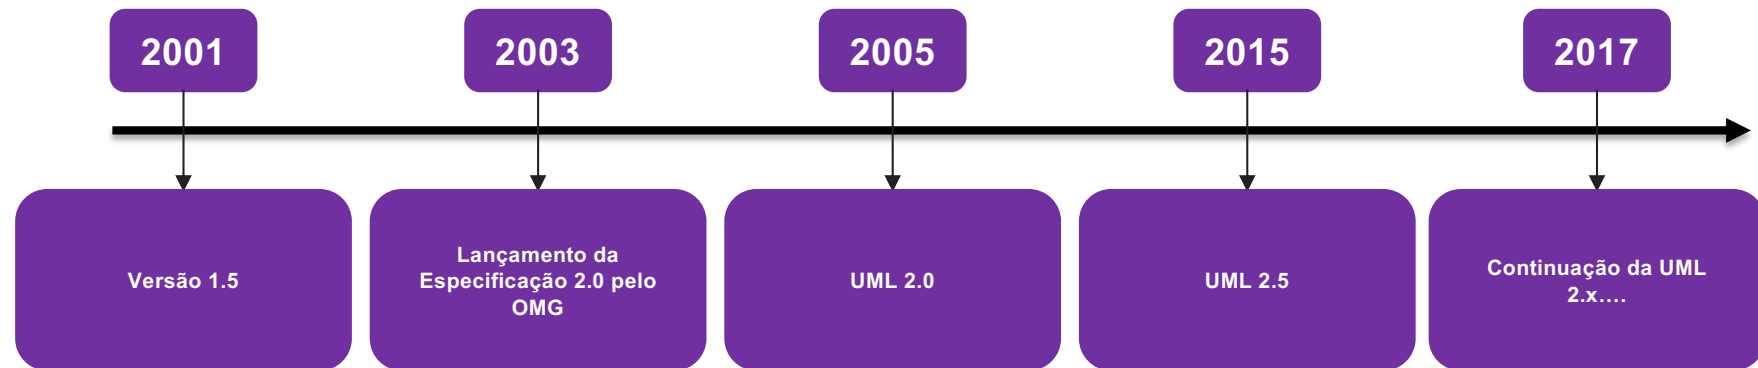 2001
2003
2005
2015
2017
Versão 1.5
Lançamento da
Especificação 2.0 pelo
OMG
UML 2.0
UML 2.5
Continuação da UML
2.x....